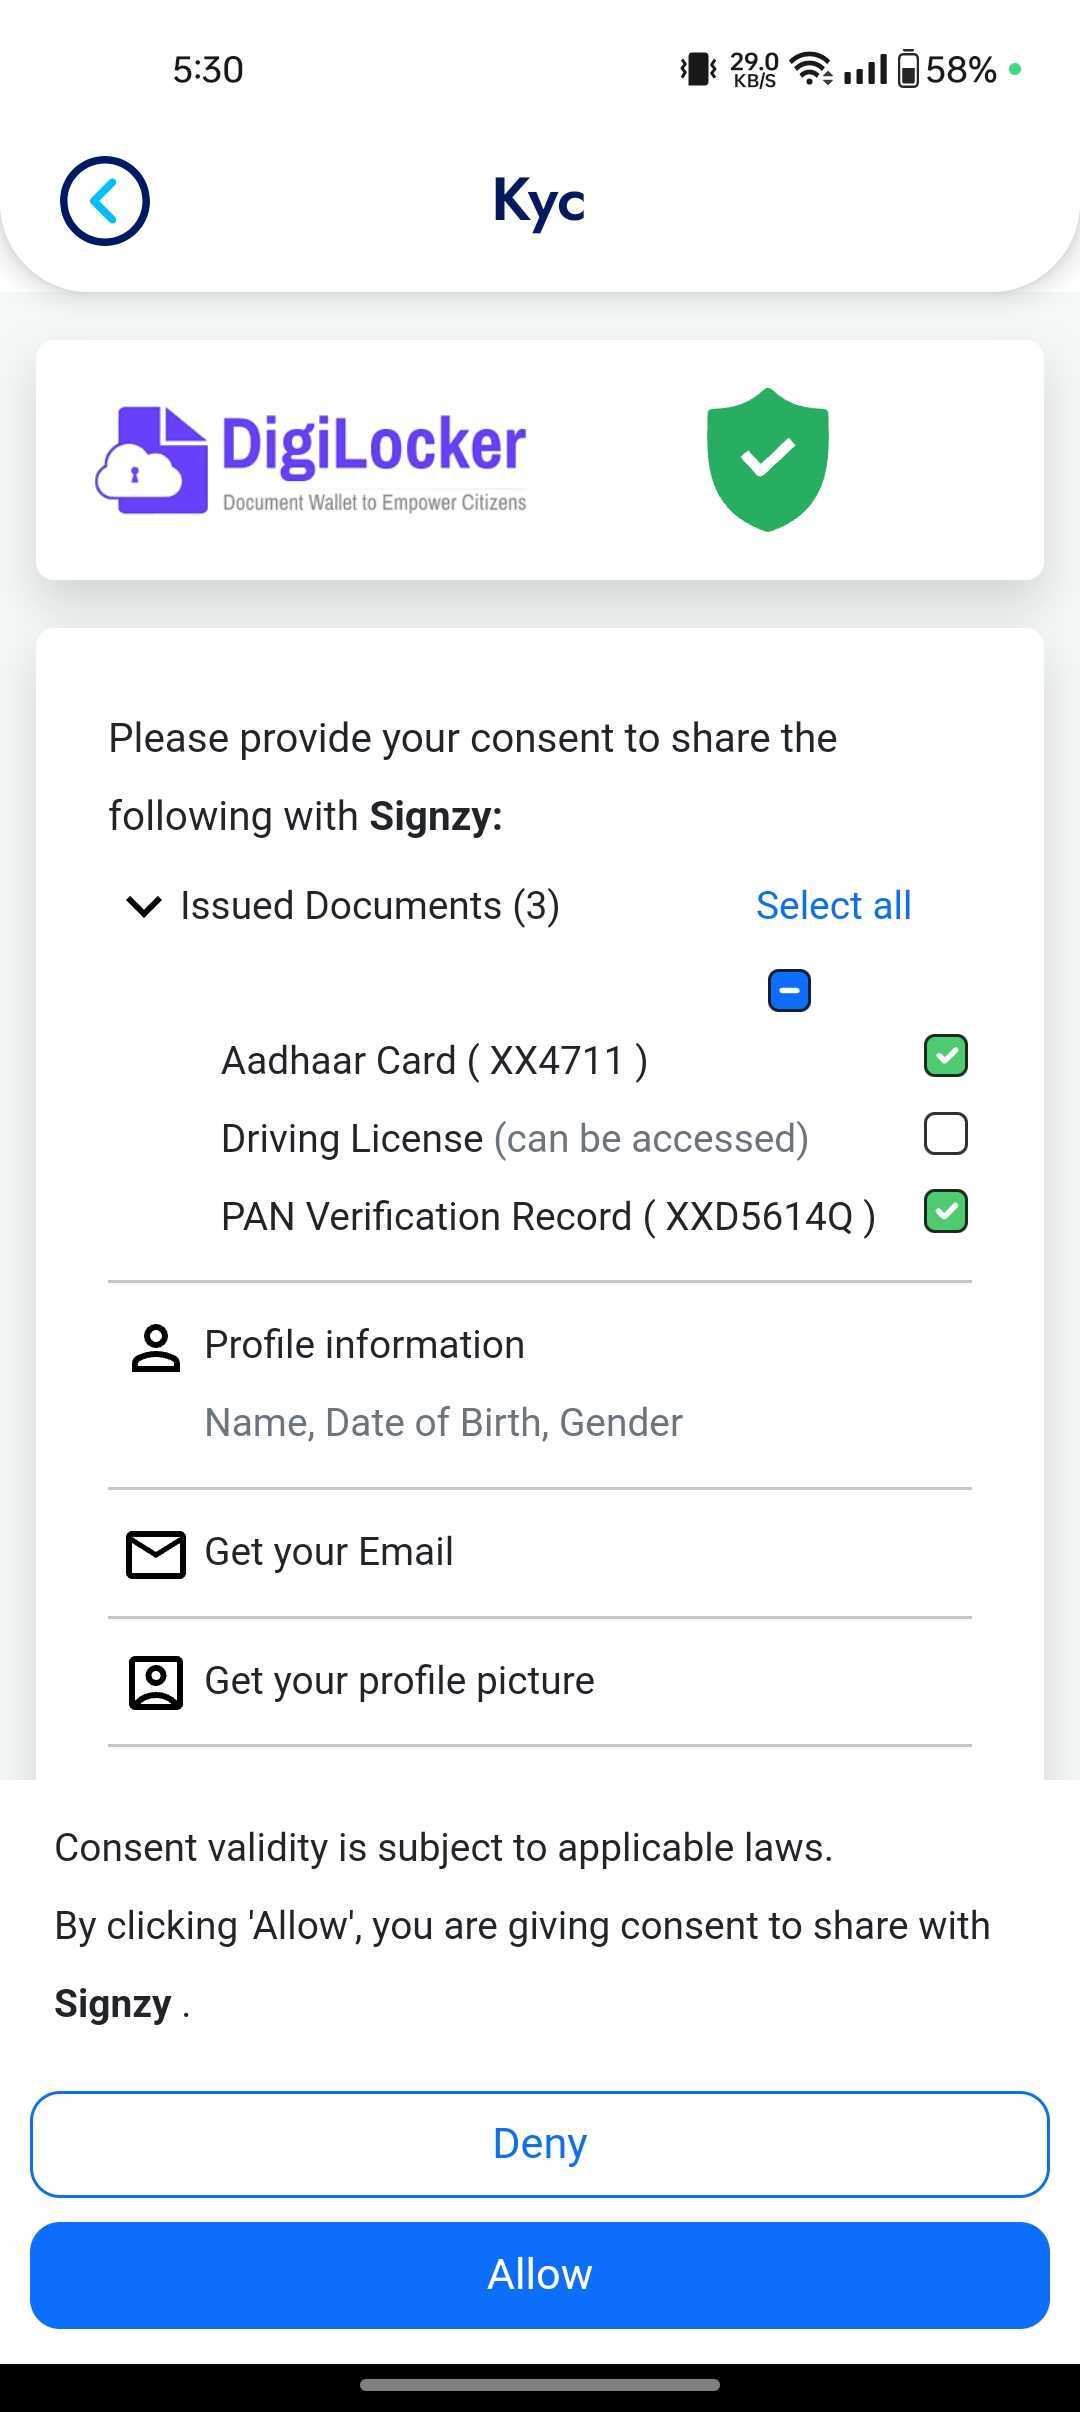 5:30
29.0
KB/S
58%
Kyc
DigiLocker
Document Wallet to Empower Citizens
Please provide your consent to share the
following with Signzy:
Issued Documents (3) Select all
Aadhaar Card ( XX4711 )
Driving License (can be accessed)
PAN Verification Record ( XXD5614Q )
Profile information
Name, Date of Birth, Gender
Get your Email
Get your profile picture
Consent validity is subject to applicable laws.
By clicking 'Allow', you are giving consent to share with
Signzy .
Deny
Allow